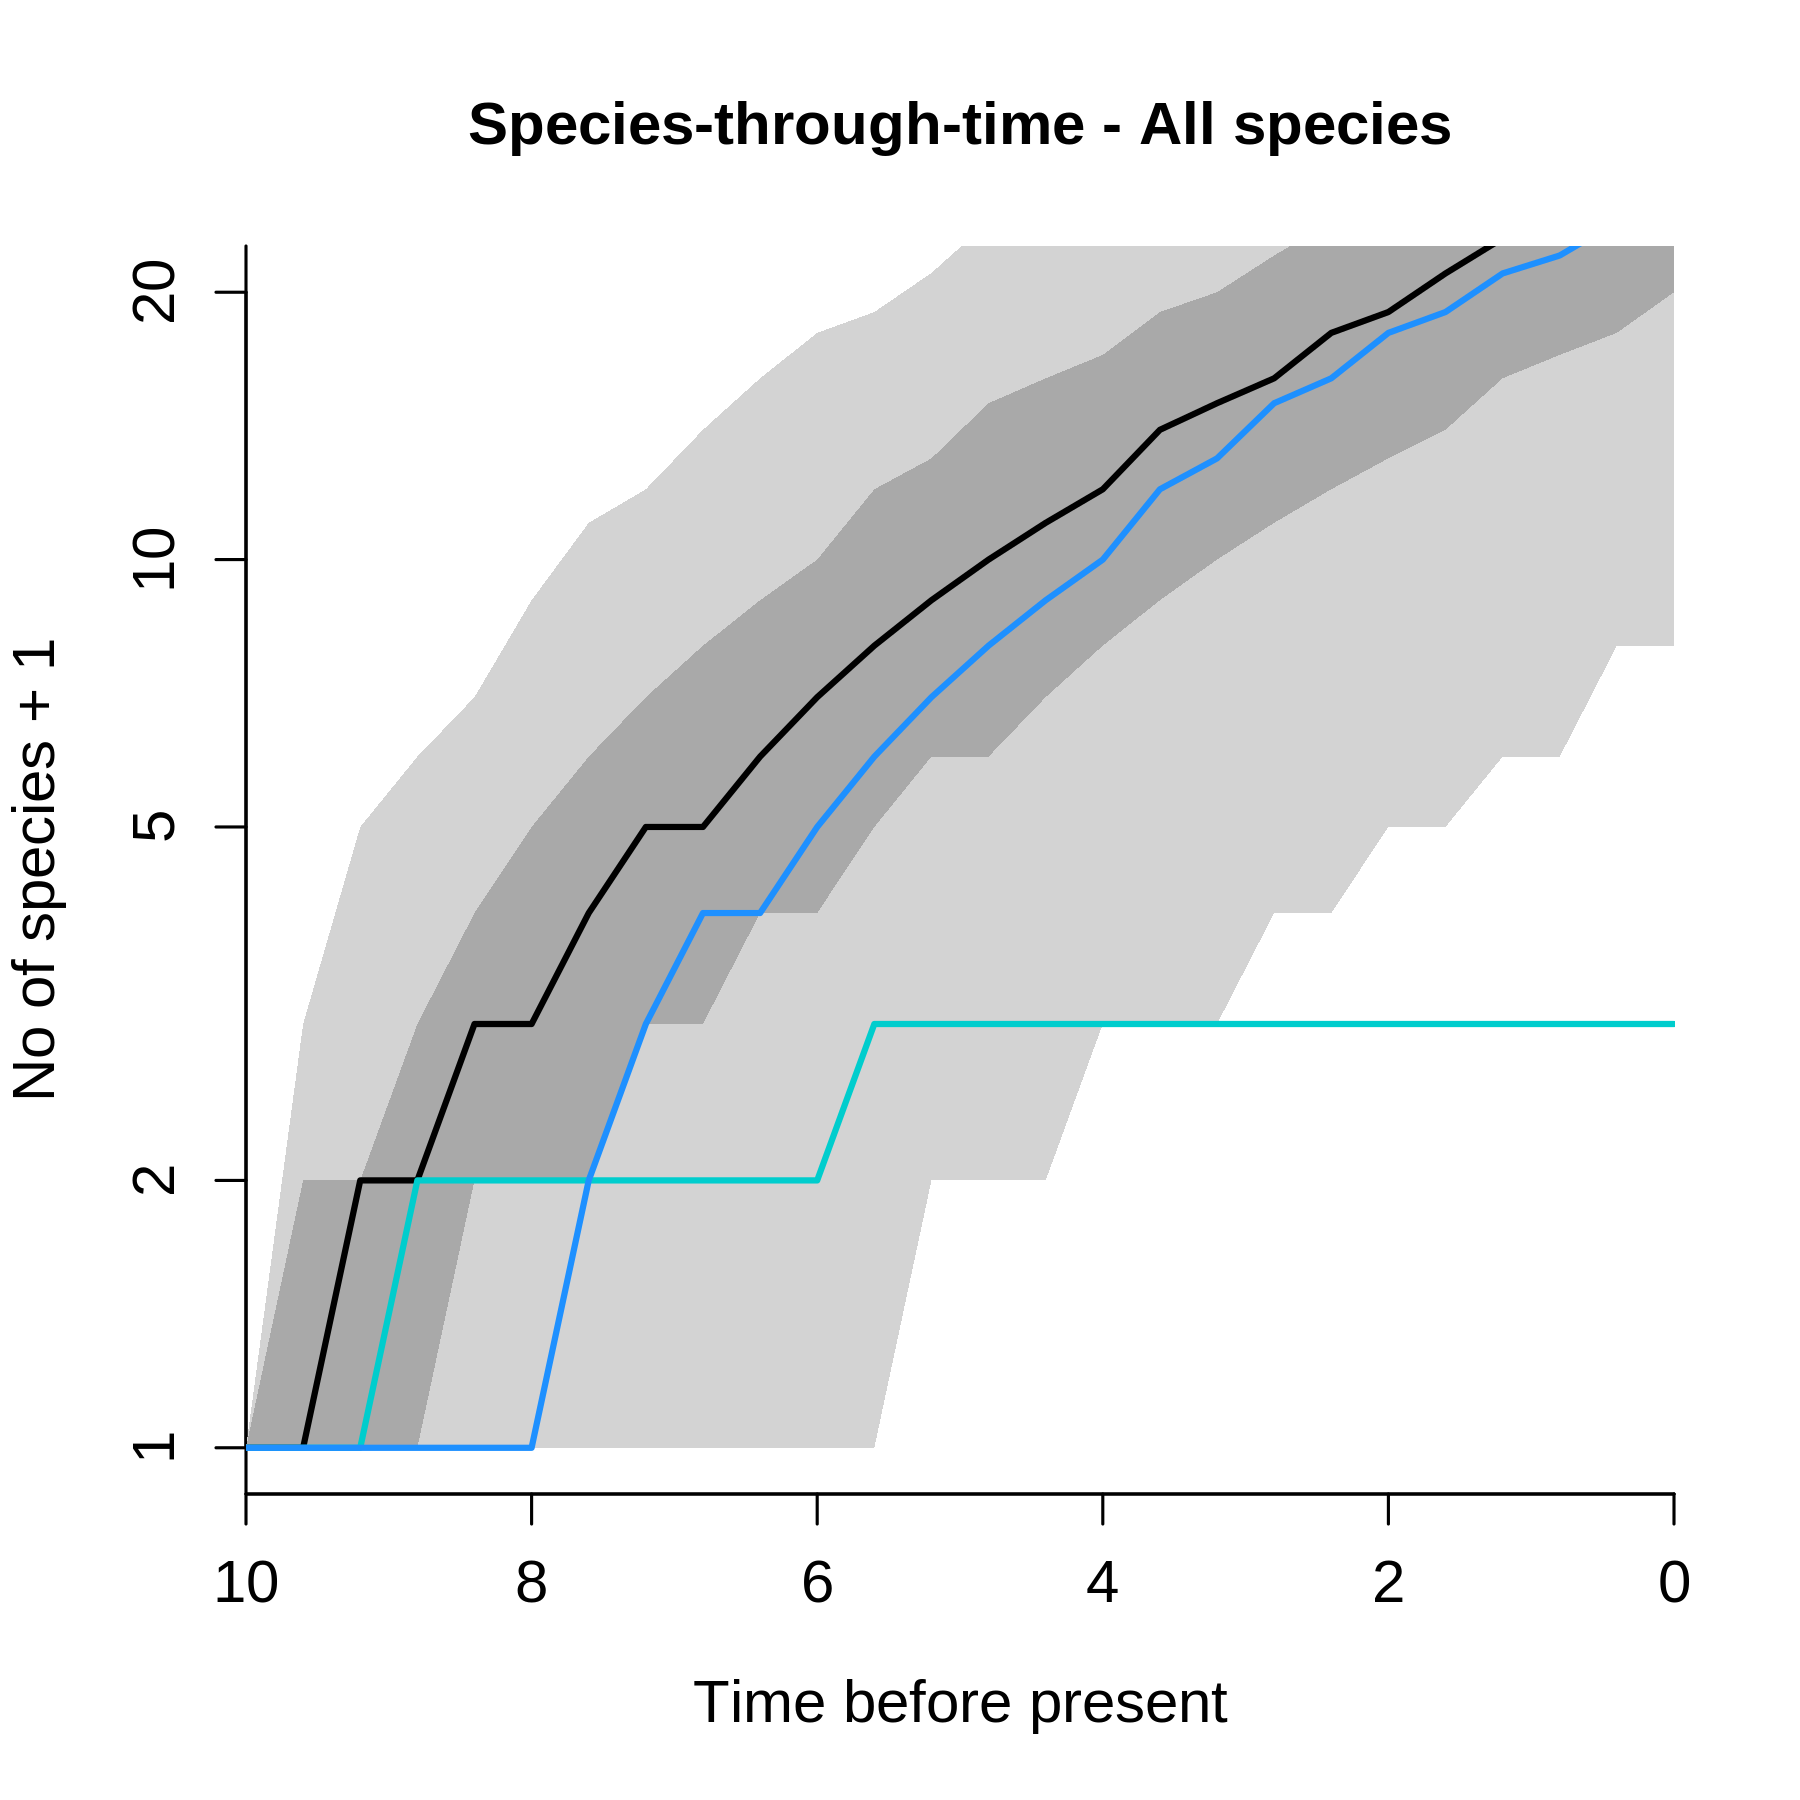 Species-through-time - All species
No of species + 1
20
10
5
2
1
10 8 6 4 2 0
Time before present